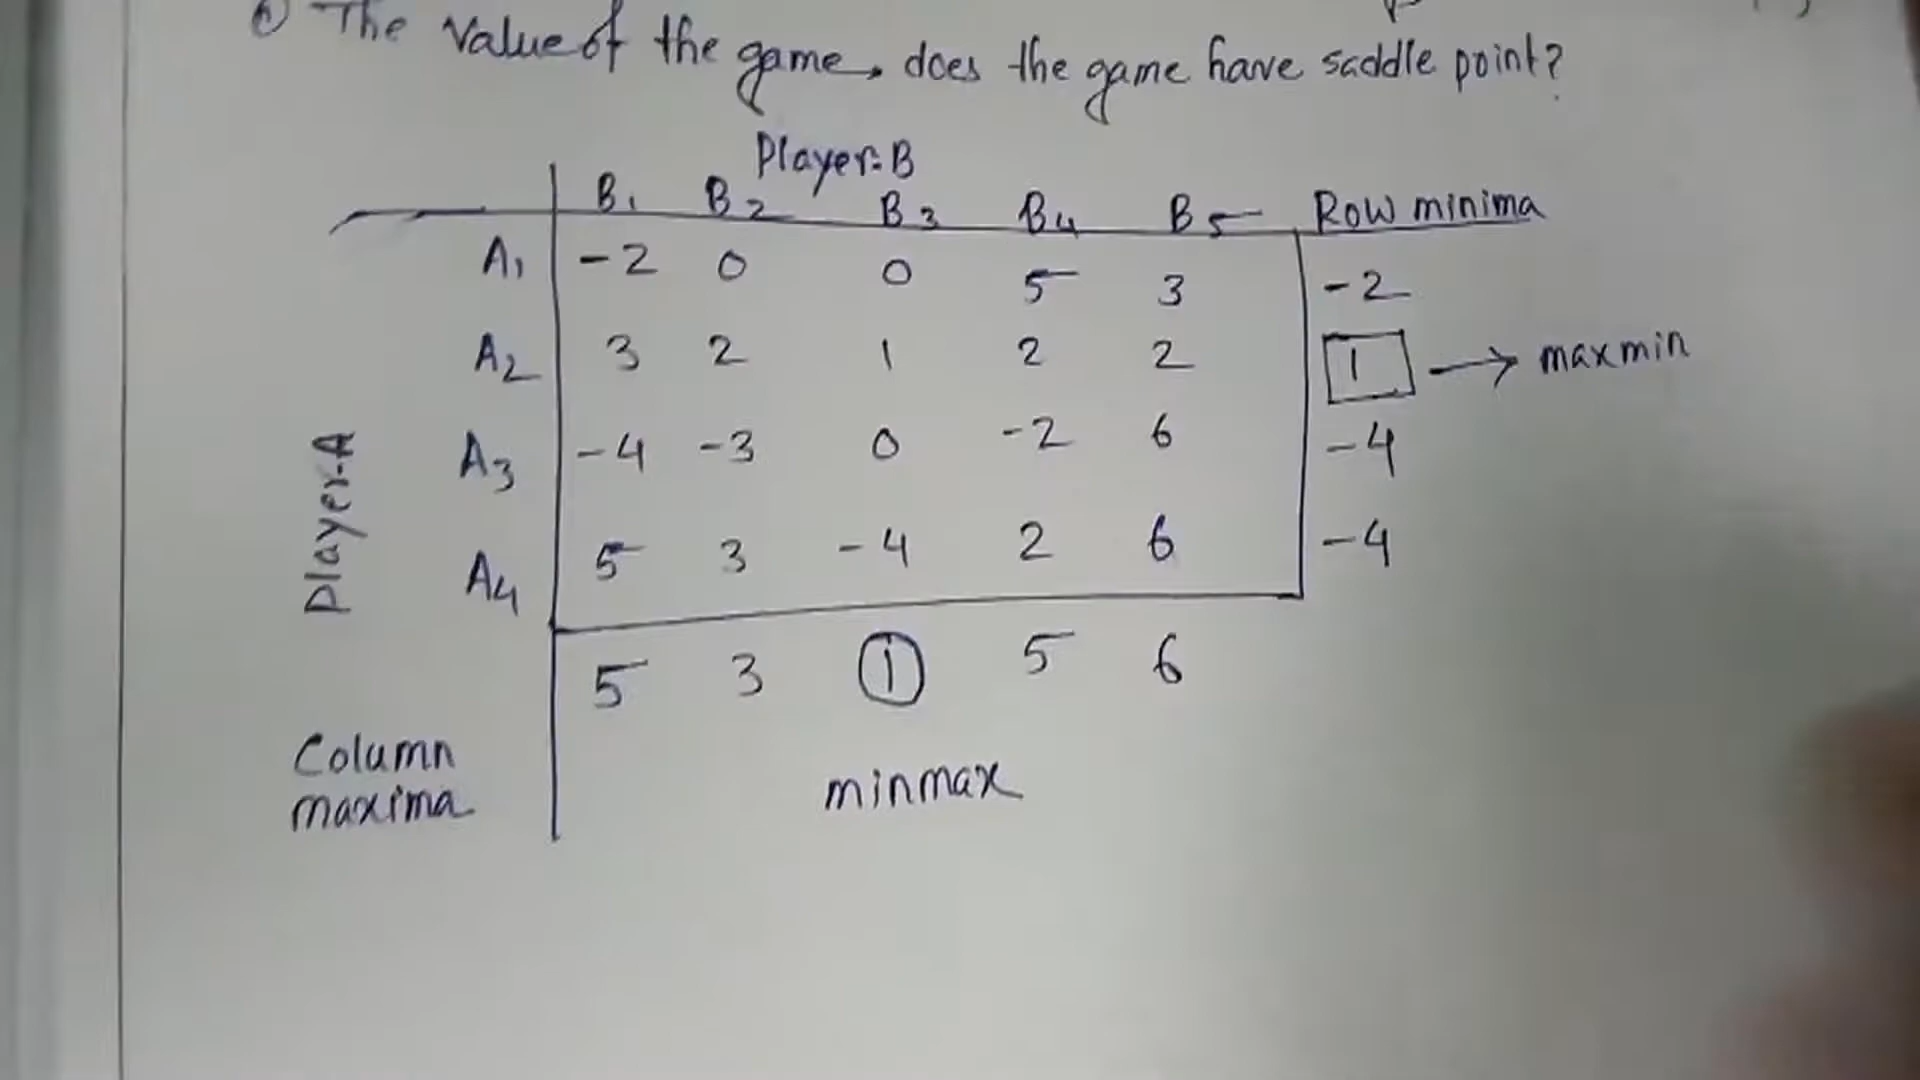 The value of the game. does the game have saddle point?
Player:B
B1 B2 B3 B4 B5 Row minima
A1 -2 0 0 5 3 -2
A2 3 2 1 2 2 1 → maxmin
A3 -4 -3 0 -2 6 -4
A4 5 3 -4 2 6 -4
Player-A
5 3 1 5 6
Column
maxima
minmax